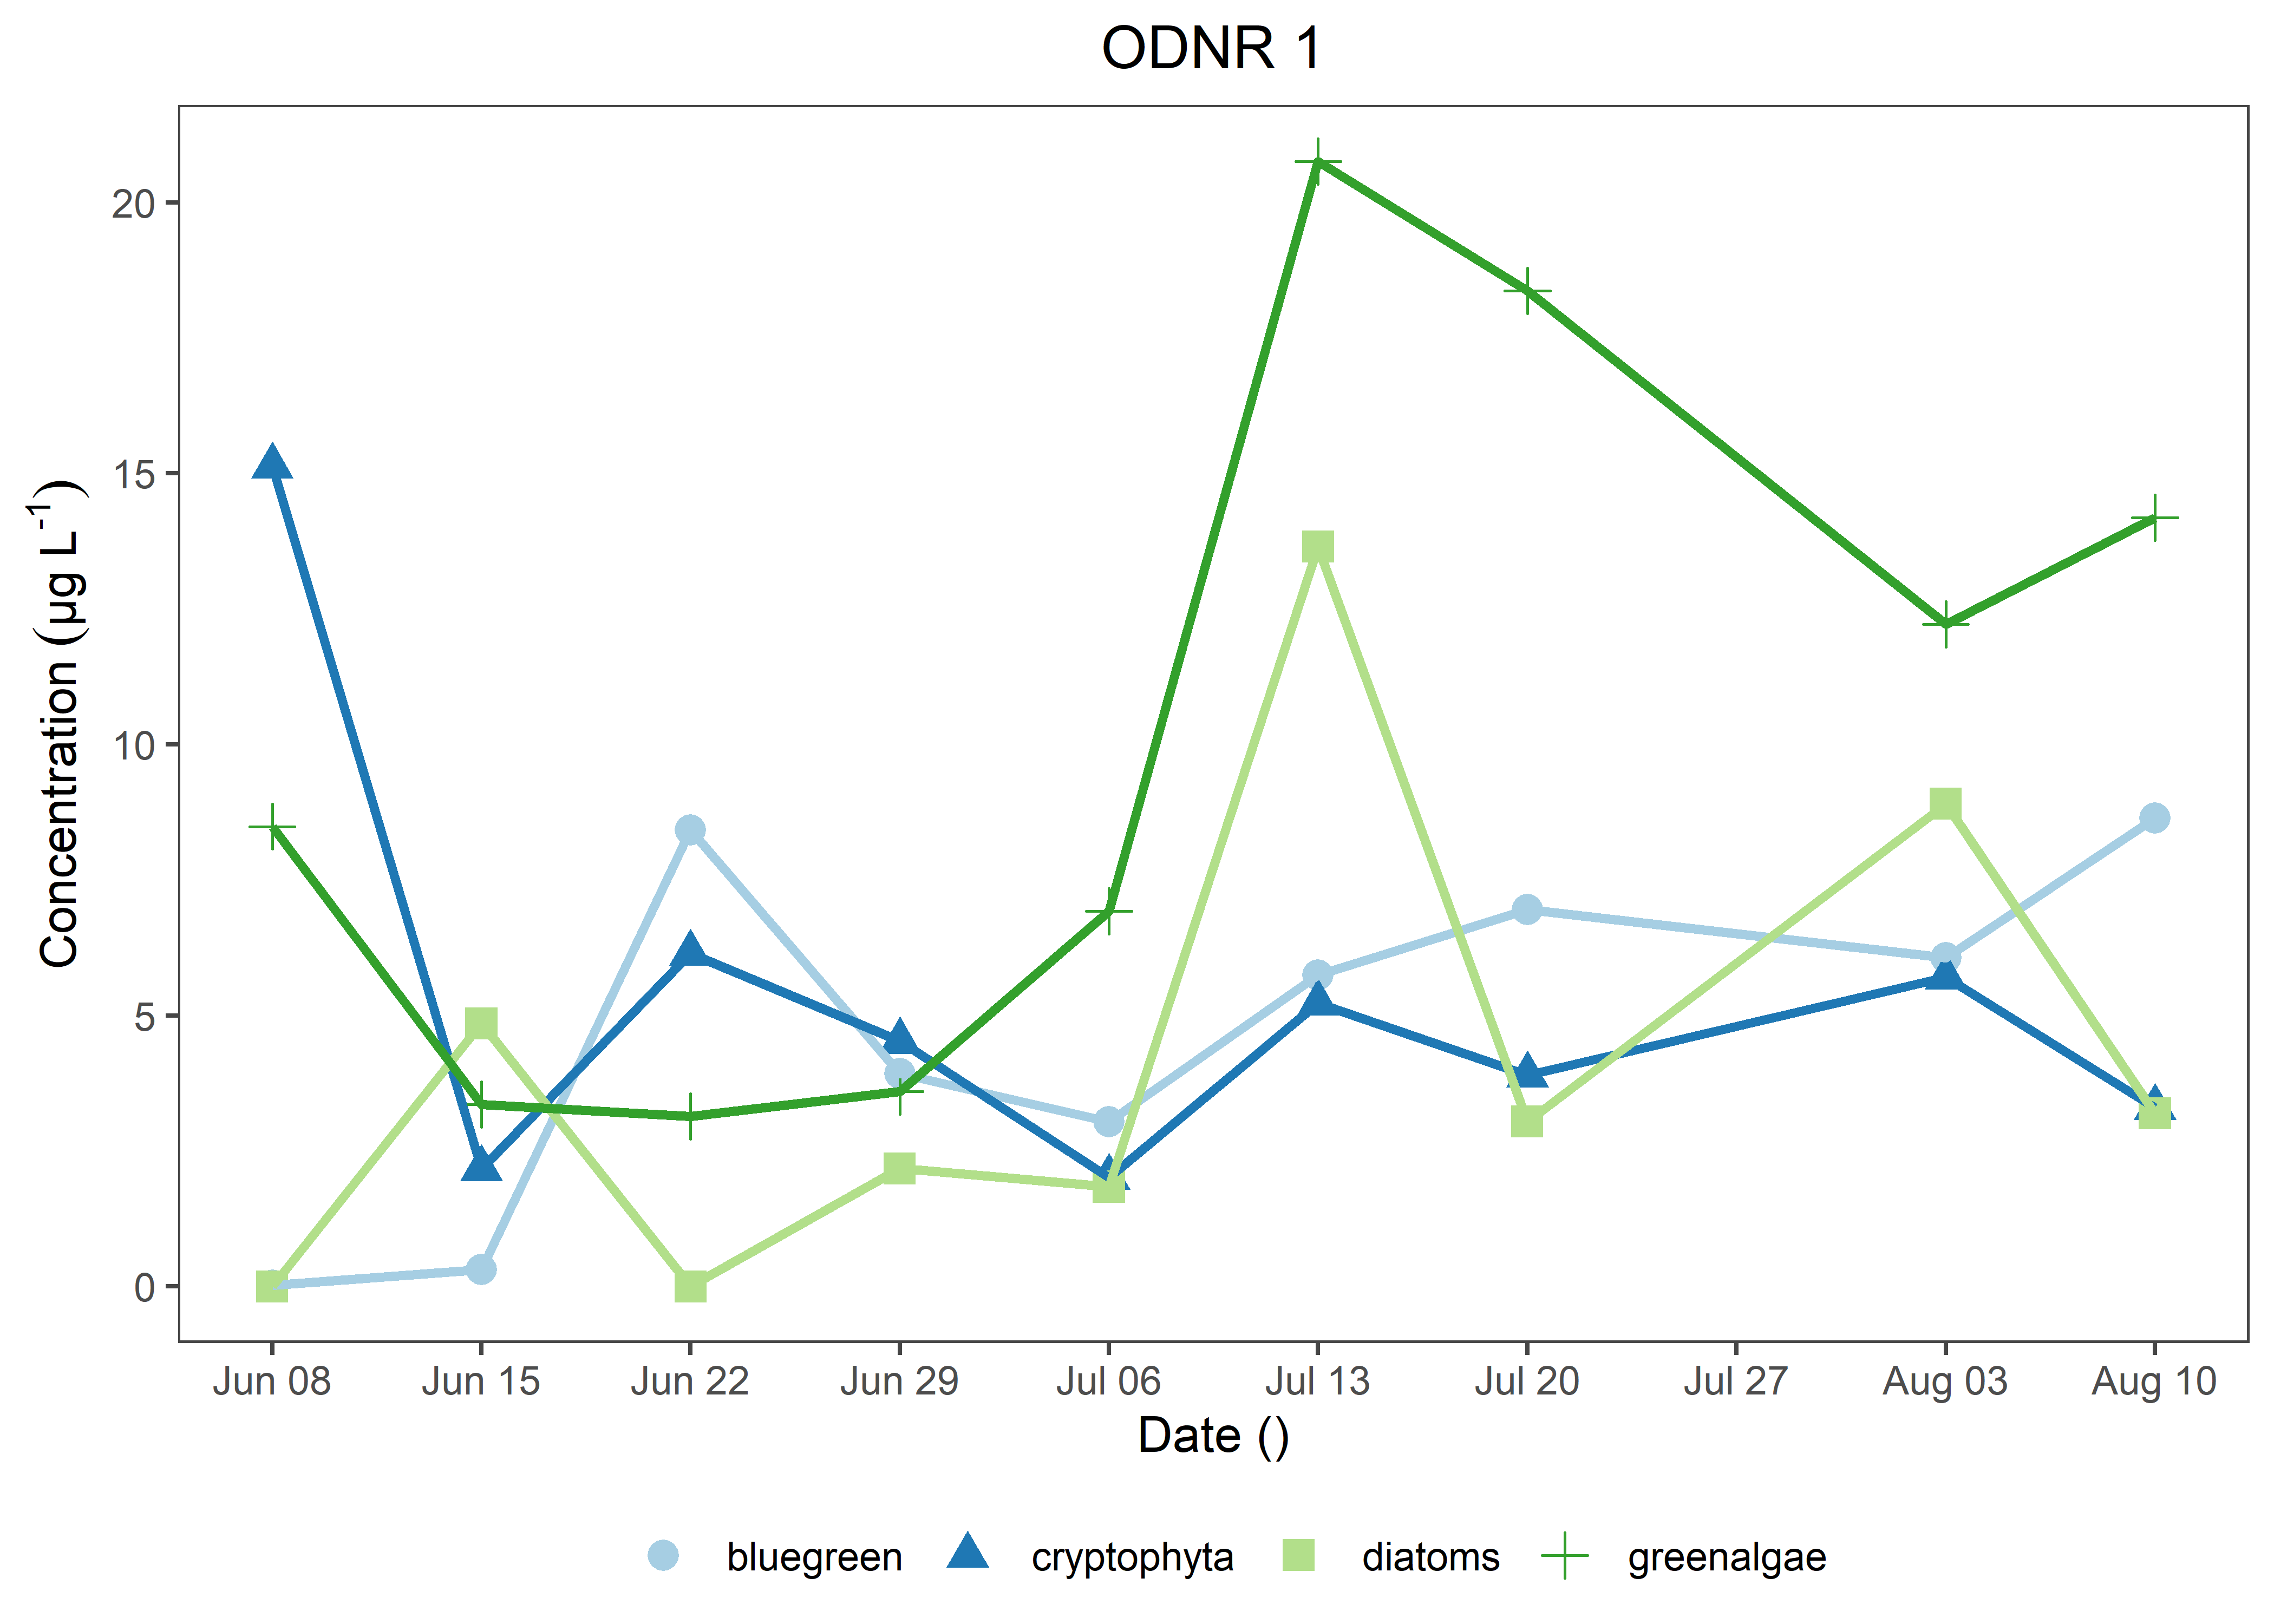 ODNR 1
Concentration (µg L⁻¹)
20
15
10
5
0
Jun 08 Jun 15 Jun 22 Jun 29 Jul 06 Jul 13 Jul 20 Jul 27 Aug 03 Aug 10
Date ()
bluegreen cryptophyta diatoms greenalgae